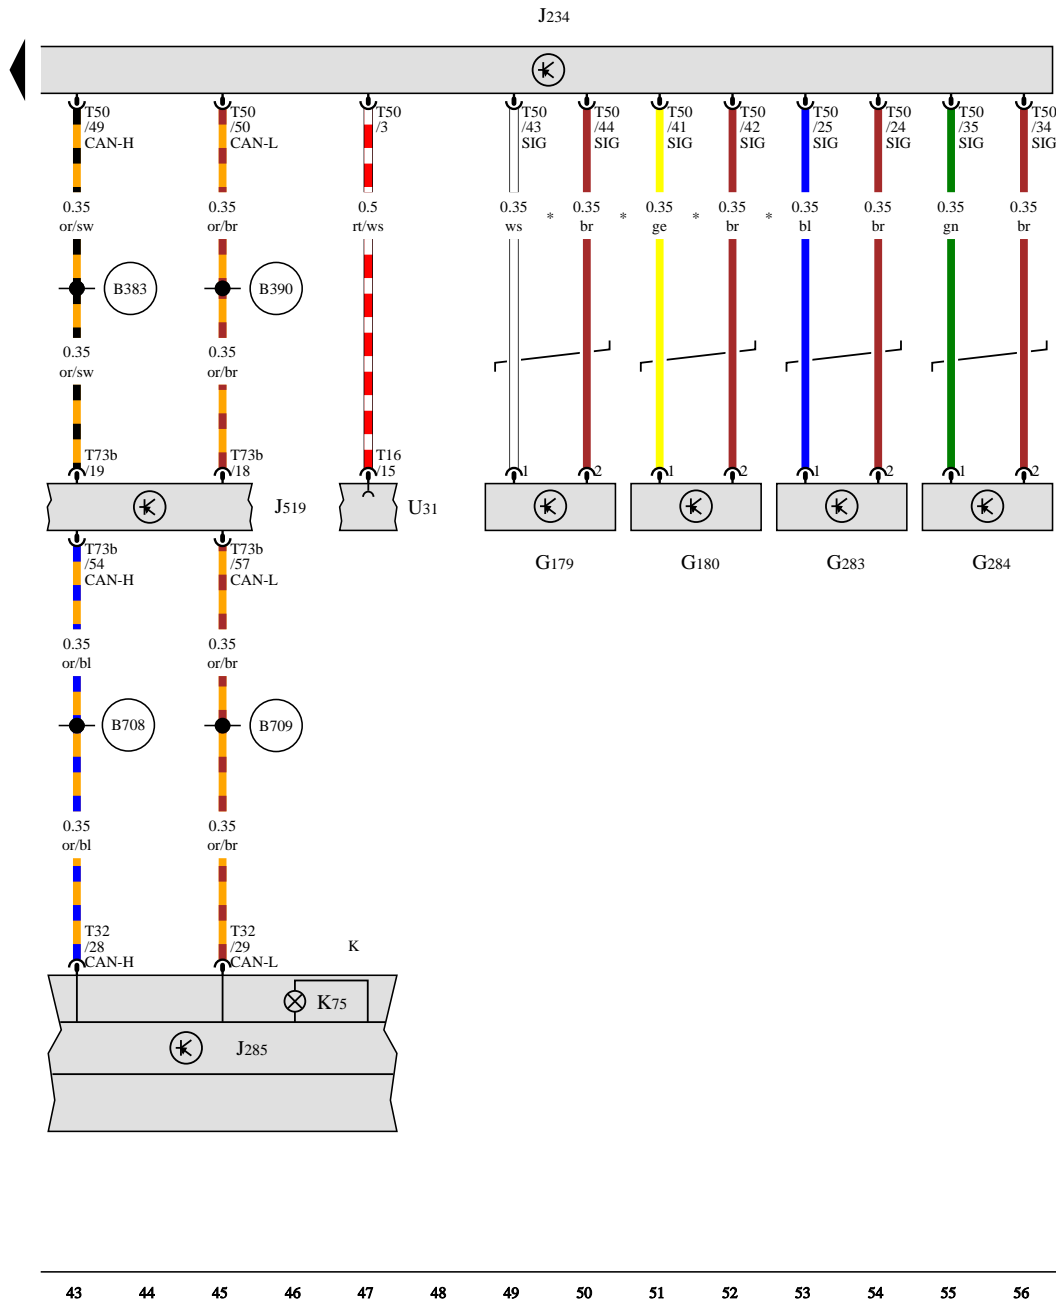 J234
T50 T50 T50 T50 T50 T50 T50 T50 T50 T50 T50
/49 /50 /3 /43 /44 /41 /42 /25 /24 /35 /34
CAN-H CAN-L SIG SIG SIG SIG SIG SIG SIG SIG
0.35 0.35 0.5 0.35 * 0.35 * 0.35 * 0.35 * 0.35 0.35 0.35 0.35
or/sw or/br rt/ws ws br ge br bl br gn br
B383 B390
0.35 0.35
or/sw or/br
T73b T73b T16
/19 /18 /15 1 2 1 2 1 2 1 2
J519 U31
T73b T73b
/54 /57
CAN-H CAN-L
G179 G180 G283 G284
0.35 0.35
or/bl or/br
B708 B709
0.35 0.35
or/bl or/br
T32 T32
/28 /29 K
CAN-H CAN-L
K75
J285
43 44 45 46 47 48 49 50 51 52 53 54 55 56